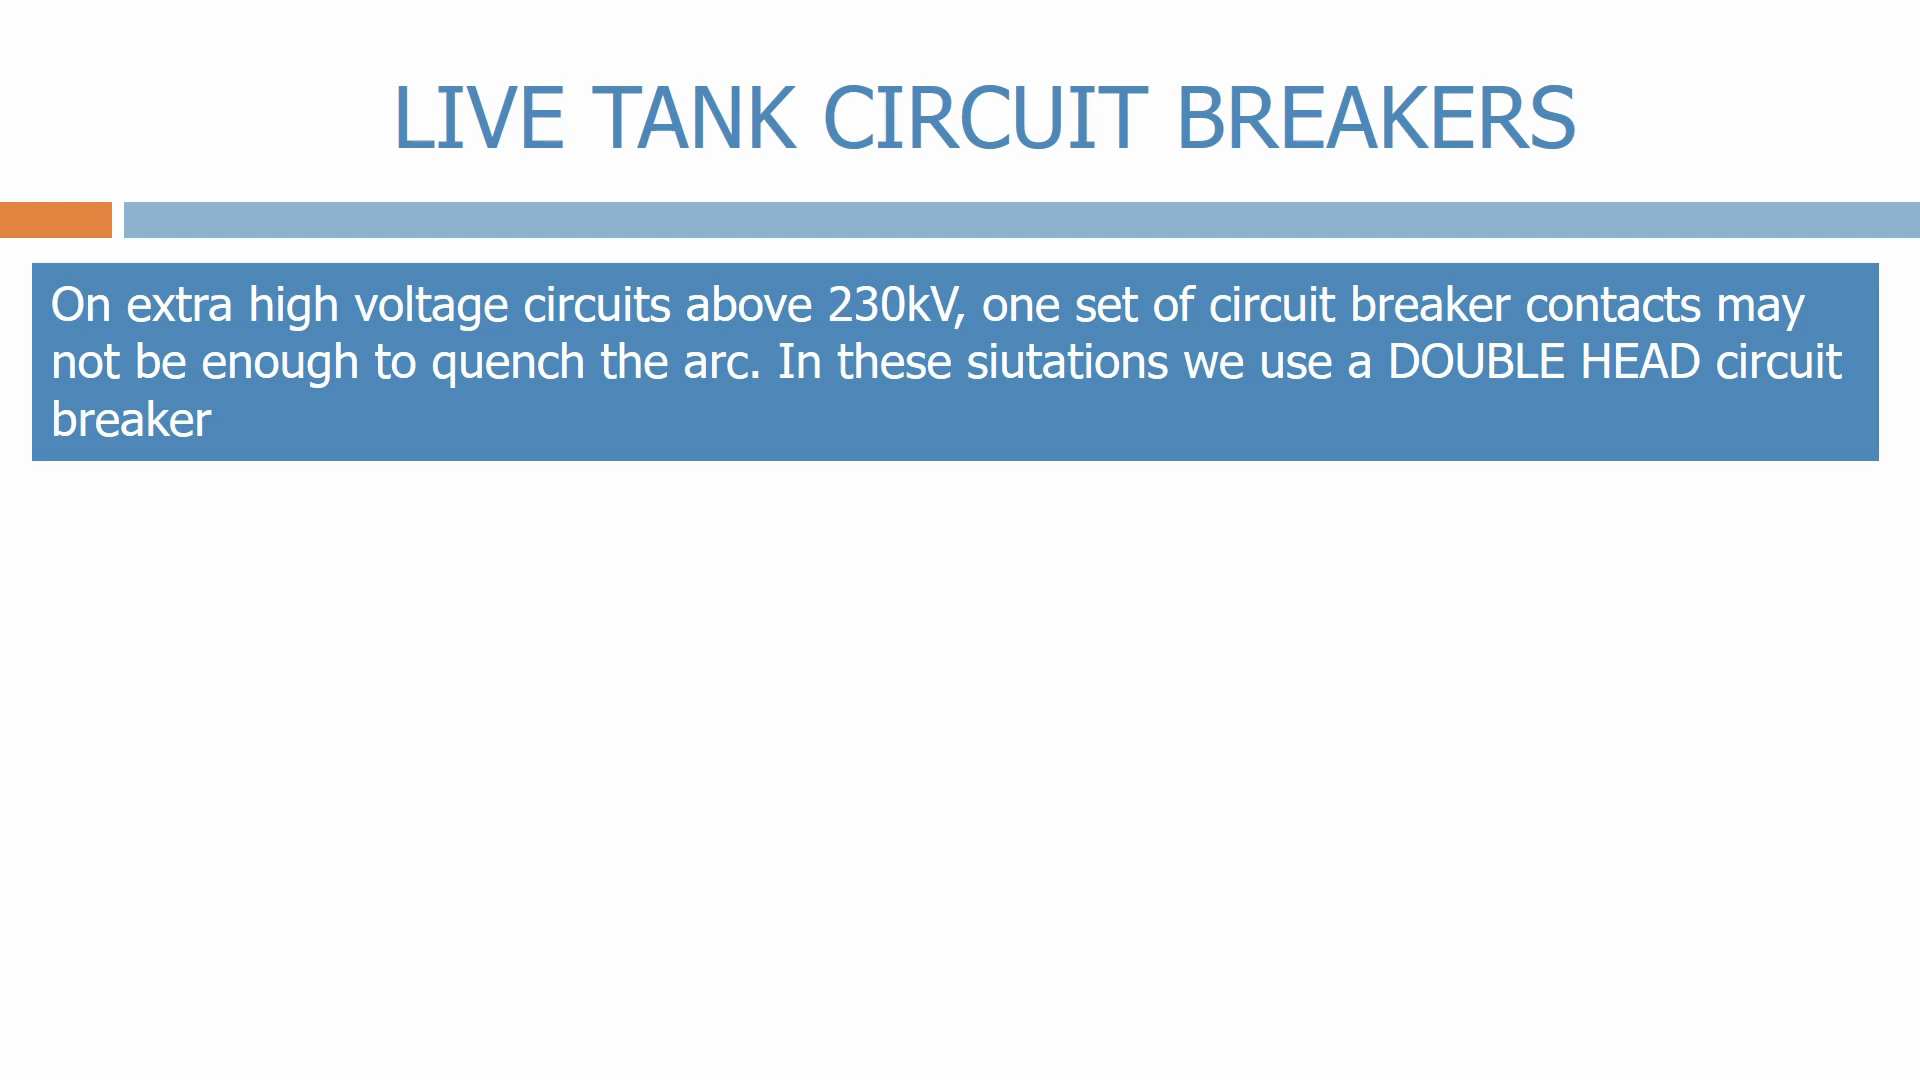 LIVE TANK CIRCUIT BREAKERS
On extra high voltage circuits above 230kV, one set of circuit breaker contacts may
not be enough to quench the arc. In these siutations we use a DOUBLE HEAD circuit
breaker